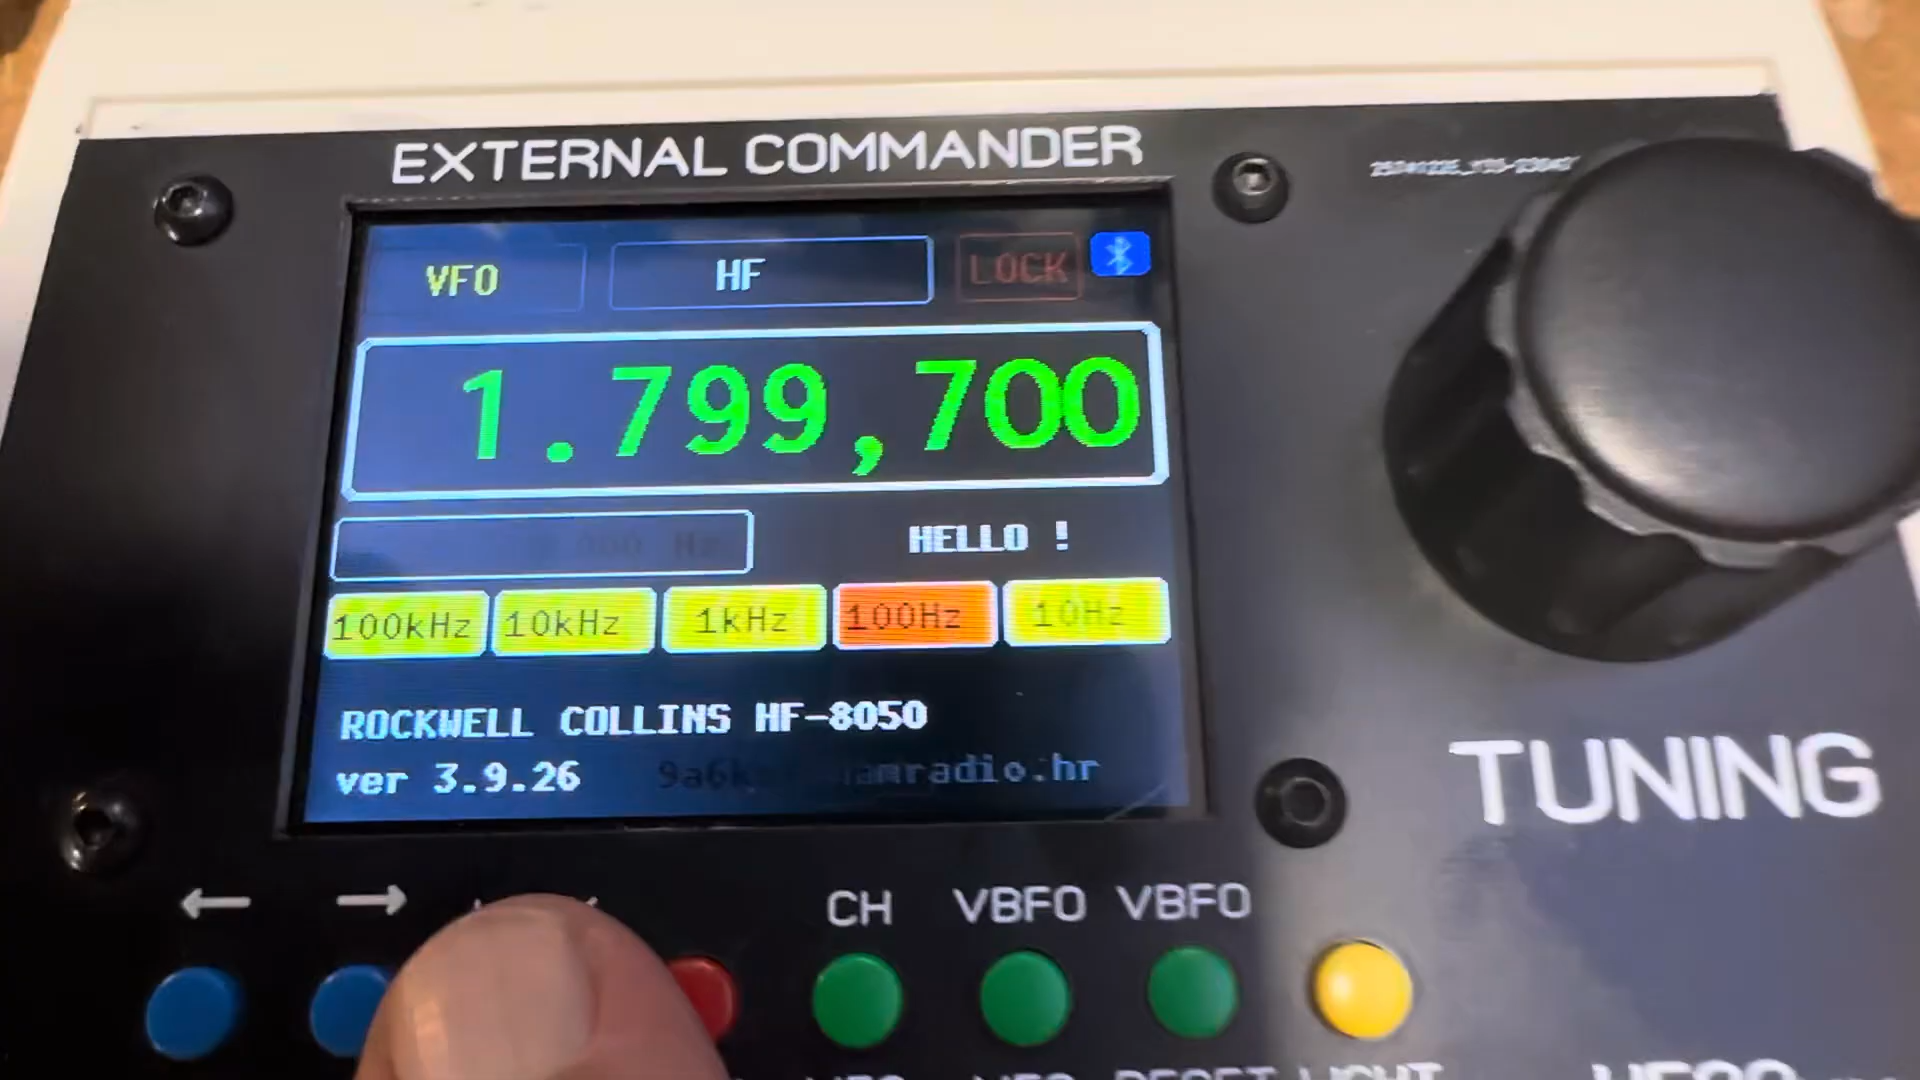 EXTERNAL COMMANDER
VFO HF LOCK
1.799,700
HELLO !
100kHz 10kHz 1kHz 100Hz 10Hz
ROCKWELL COLLINS HF-8050
ver 3.9.26
TUNING
← → CH VBFO VBFO